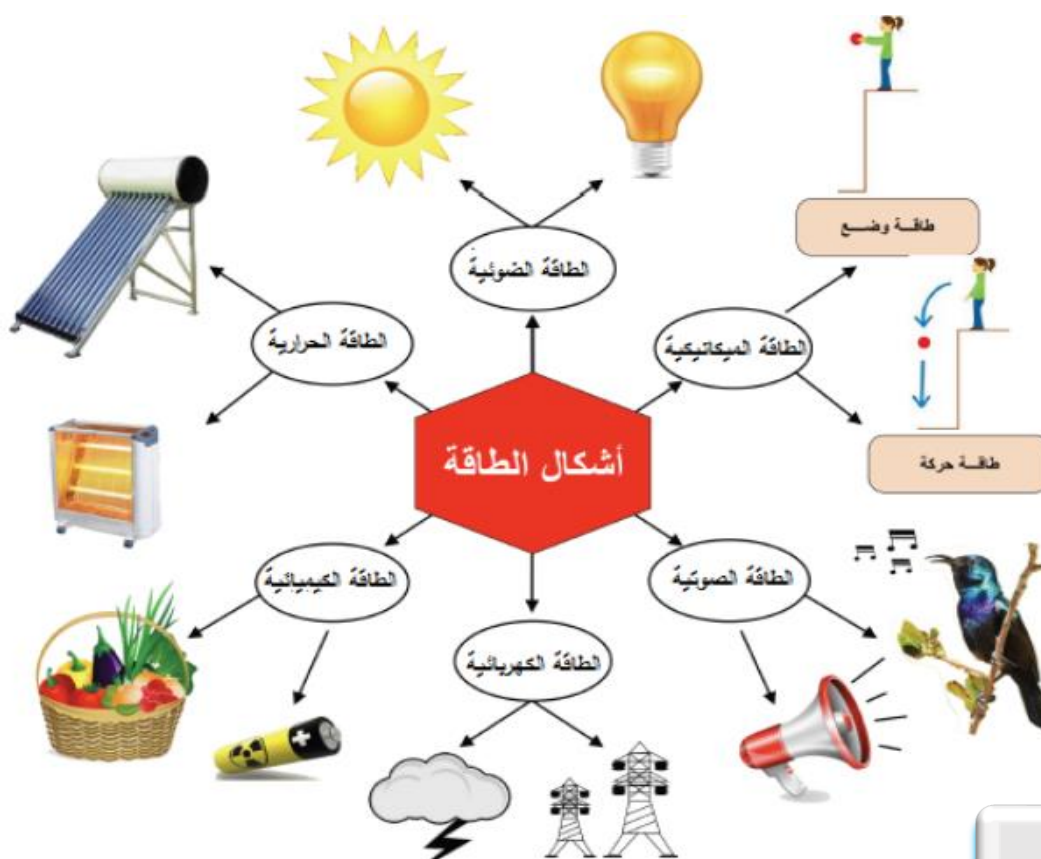 طاقة وضع
الطاقة الضوئية
الطاقة الحرارية
الطاقة الميكانيكية
أشكال الطاقة
طاقة حركة
الطاقة الكيميائية
الطاقة الصوتية
الطاقة الكهربائية